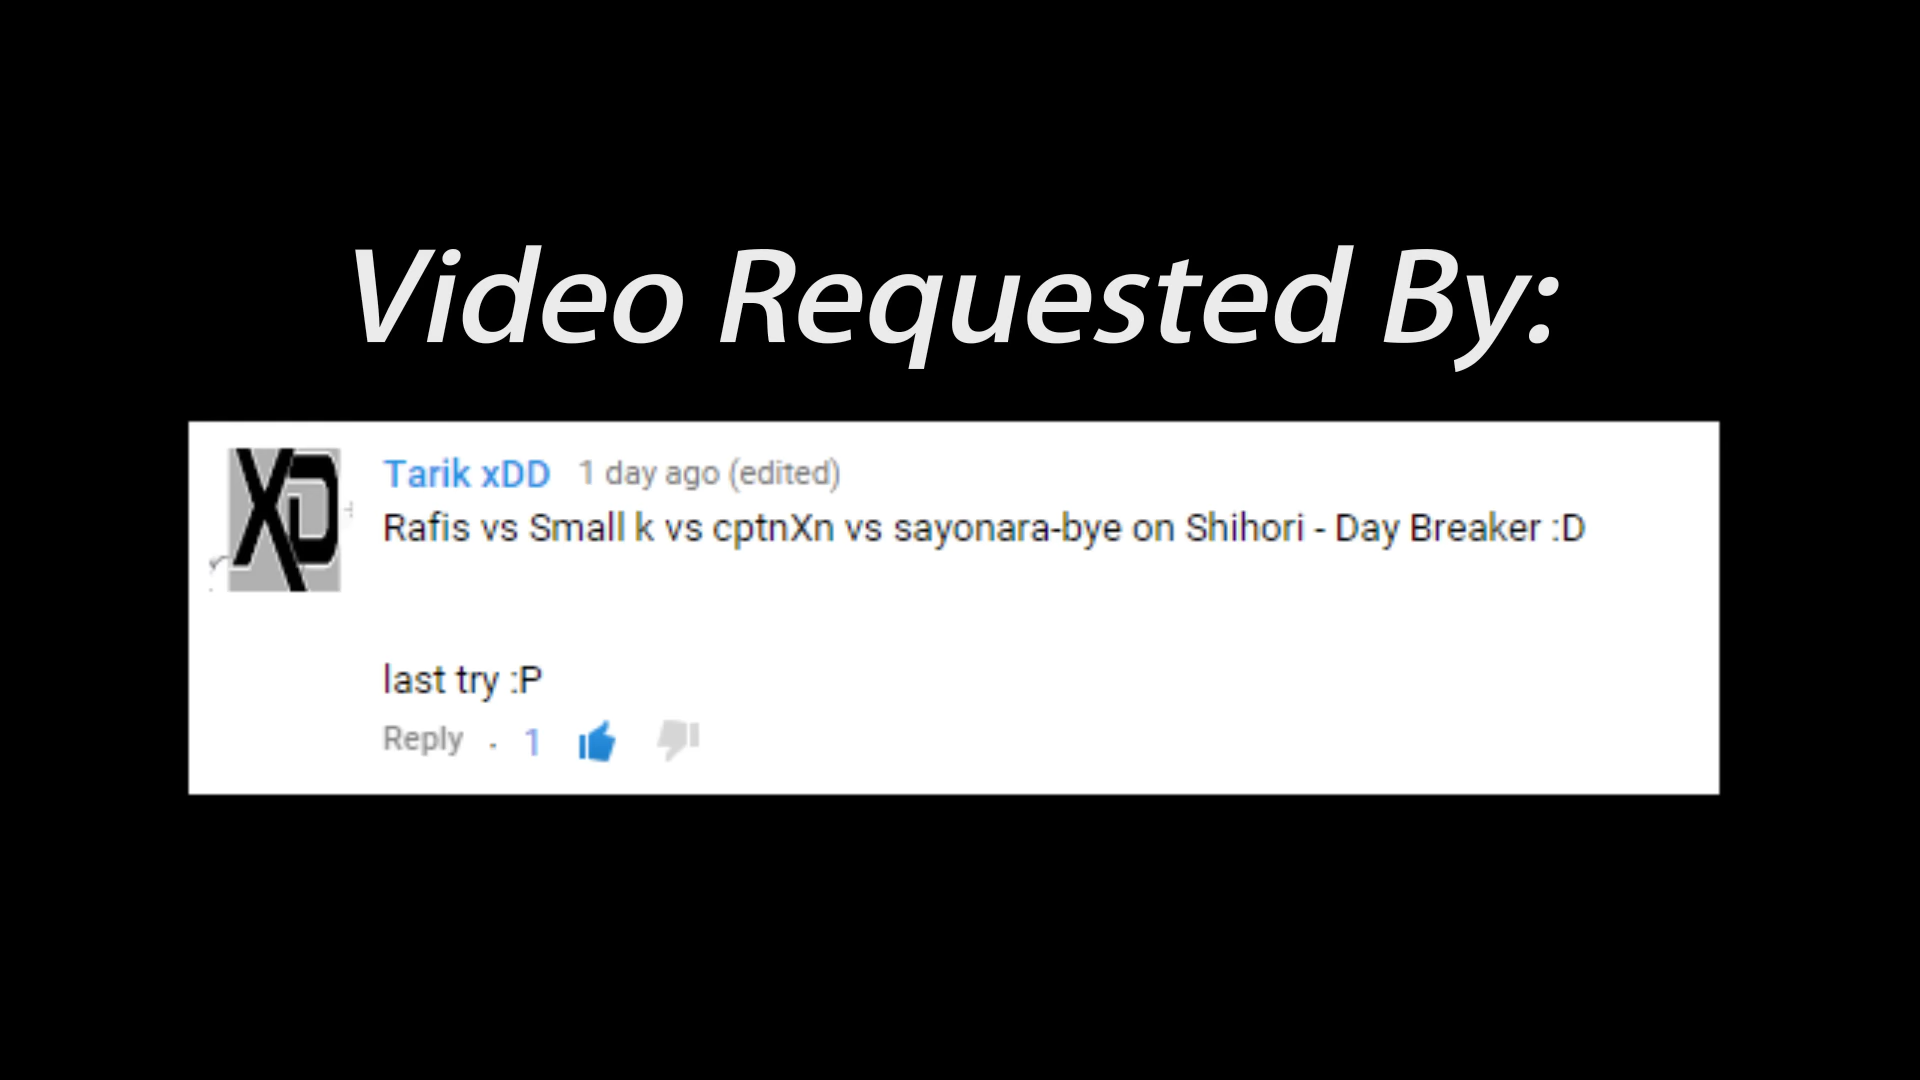 Video Requested By:
XD
Tarik xDD 1 day ago (edited)
Rafis vs Small k vs cptnXn vs sayonara-bye on Shihori - Day Breaker :D
last try :P
Reply · 1